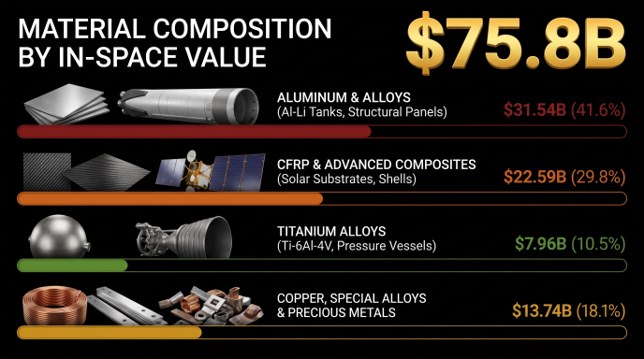 MATERIAL COMPOSITION
BY IN-SPACE VALUE
$75.8B
ALUMINUM & ALLOYS
(Al-Li Tanks, Structural Panels)
$31.54B (41.6%)
CFRP & ADVANCED COMPOSITES
(Solar Substrates, Shells)
$22.59B (29.8%)
TITANIUM ALLOYS
(Ti-6Al-4V, Pressure Vessels)
$7.96B (10.5%)
COPPER, SPECIAL ALLOYS
& PRECIOUS METALS
$13.74B (18.1%)